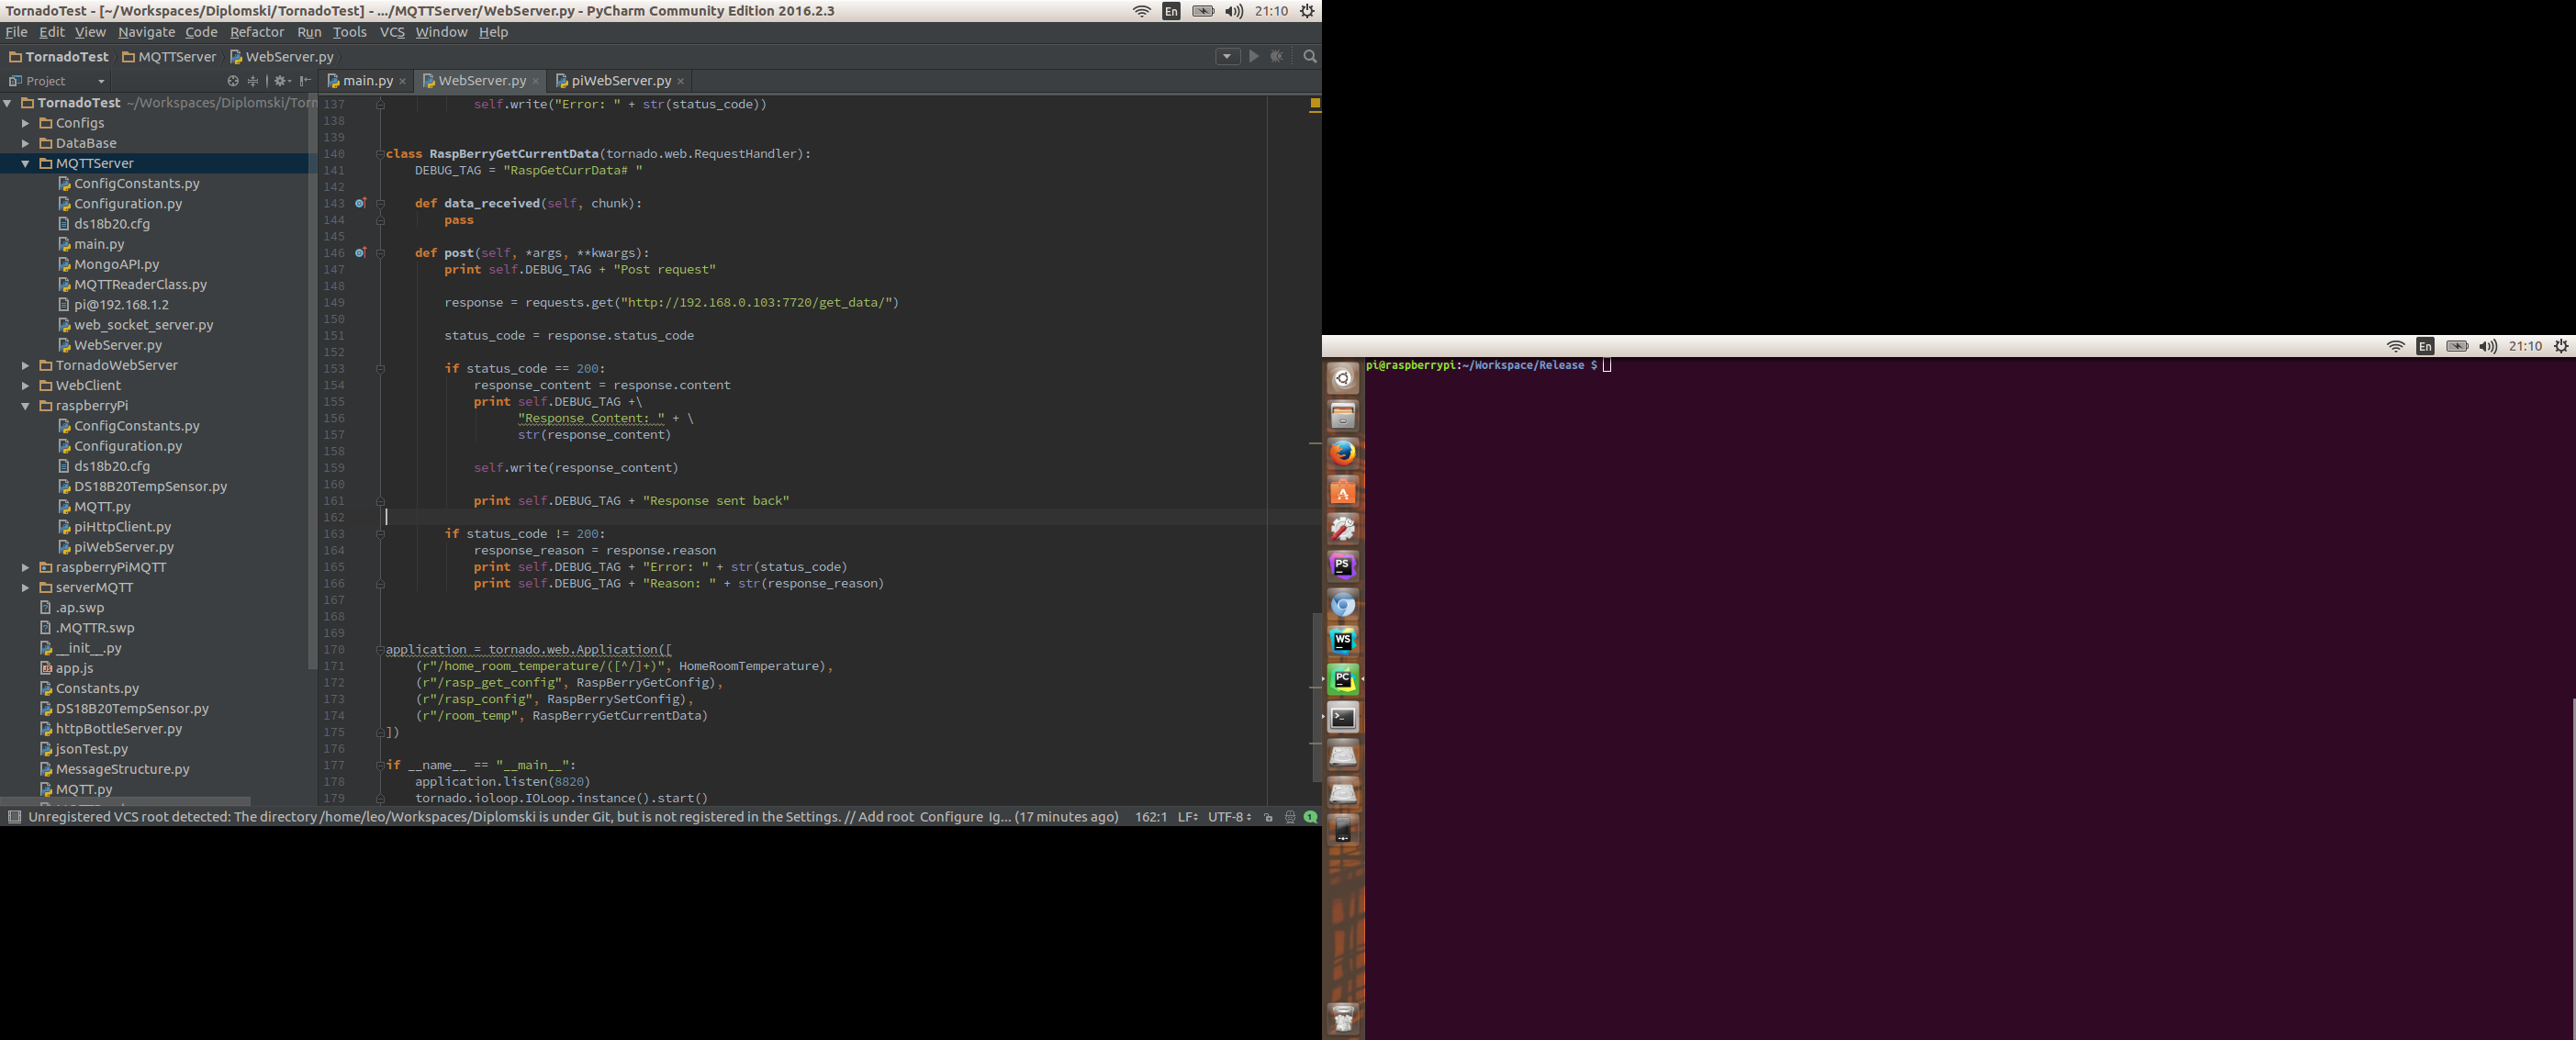 TornadoTest - [~/Workspaces/Diplomski/TornadoTest] - .../MQTTServer/WebServer.py - PyCharm Community Edition 2016.2.3
En
21:10
File Edit View Navigate Code Refactor Run Tools VCS Window Help
TornadoTest MQTTServer WebServer.py
Project
main.py × WebServer.py × piWebServer.py ×
TornadoTest ~/Workspaces/Diplomski/Torn
Configs
DataBase
MQTTServer
ConfigConstants.py
Configuration.py
ds18b20.cfg
main.py
MongoAPI.py
MQTTReaderClass.py
pi@192.168.1.2
web_socket_server.py
WebServer.py
TornadoWebServer
WebClient
raspberryPi
ConfigConstants.py
Configuration.py
ds18b20.cfg
DS18B20TempSensor.py
MQTT.py
piHttpClient.py
piWebServer.py
raspberryPiMQTT
serverMQTT
.ap.swp
.MQTTR.swp
__init__.py
app.js
Constants.py
DS18B20TempSensor.py
httpBottleServer.py
jsonTest.py
MessageStructure.py
MQTT.py
137 self.write("Error: " + str(status_code))
138
139
140 class RaspBerryGetCurrentData(tornado.web.RequestHandler):
141 DEBUG_TAG = "RaspGetCurrData# "
142
143 def data_received(self, chunk):
144 pass
145
146 def post(self, *args, **kwargs):
147 print self.DEBUG_TAG + "Post request"
148
149 response = requests.get("http://192.168.0.103:7720/get_data/")
150
151 status_code = response.status_code
152
153 if status_code == 200:
154 response_content = response.content
155 print self.DEBUG_TAG +\
156 "Response Content: " + \
157 str(response_content)
158
159 self.write(response_content)
160
161 print self.DEBUG_TAG + "Response sent back"
162
163 if status_code != 200:
164 response_reason = response.reason
165 print self.DEBUG_TAG + "Error: " + str(status_code)
166 print self.DEBUG_TAG + "Reason: " + str(response_reason)
167
168
169
170 application = tornado.web.Application([
171 (r"/home_room_temperature/([^/]+)", HomeRoomTemperature),
172 (r"/rasp_get_config", RaspBerryGetConfig),
173 (r"/rasp_config", RaspBerrySetConfig),
174 (r"/room_temp", RaspBerryGetCurrentData)
175 ])
176
177 if __name__ == "__main__":
178 application.listen(8820)
179 tornado.ioloop.IOLoop.instance().start()
Unregistered VCS root detected: The directory /home/leo/Workspaces/Diplomski is under Git, but is not registered in the Settings. // Add root Configure Ig... (17 minutes ago) 162:1 LF UTF-8 1
En
21:10
pi@raspberrypi:~/Workspace/Release $
PS
WS
PC